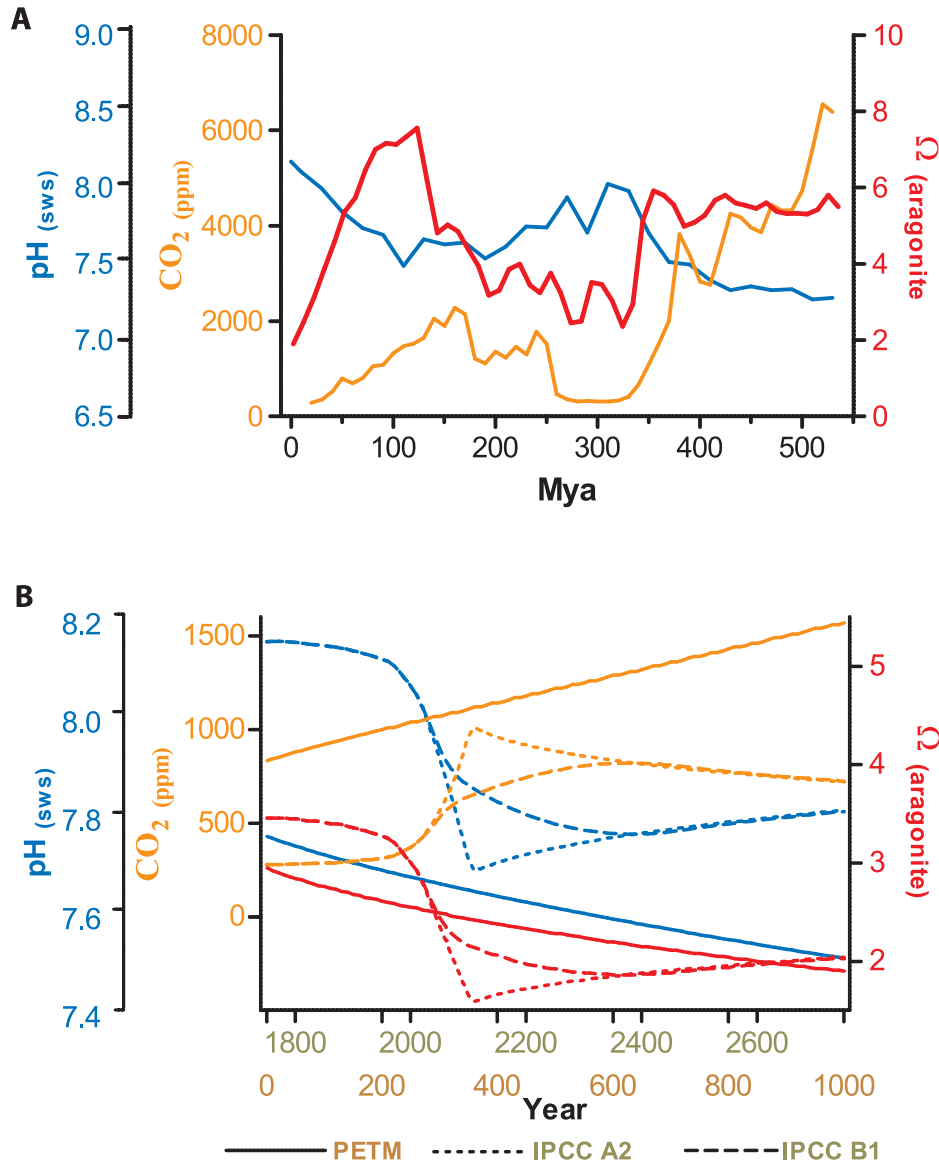 A
pH (sws)
9.0
8.5
8.0
7.5
7.0
6.5
CO2 (ppm)
8000
6000
4000
2000
0
10
8
6
4
2
0
Ω (aragonite
0 100 200 300 400 500
Mya
B
pH (sws)
8.2
8.0
7.8
7.6
7.4
CO2 (ppm)
1500
1000
500
0
5
4
3
2
Ω (aragonite)
1800 2000 2200 2400 2600
0 200 400 600 800 1000
Year
PETM IPCC A2 IPCC B1